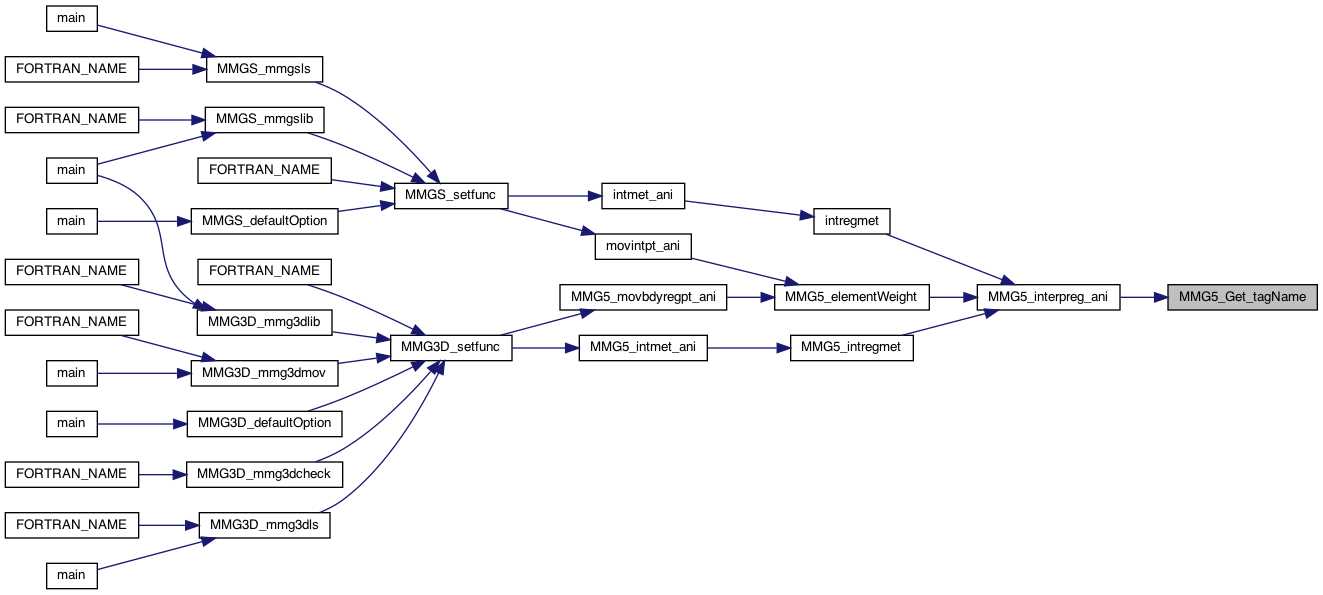 main
MMGS_mmgsls
FORTRAN_NAME
MMGS_mmgslib
FORTRAN_NAME
main
FORTRAN_NAME
MMGS_setfunc
intmet_ani
MMGS_defaultOption
main
intregmet
movintpt_ani
FORTRAN_NAME
FORTRAN_NAME
MMG5_movbdyregpt_ani
MMG5_elementWeight
MMG5_interpreg_ani
MMG5_Get_tagName
FORTRAN_NAME
MMG3D_mmg3dlib
MMG3D_setfunc
MMG5_intmet_ani
MMG5_intregmet
main
MMG3D_mmg3dmov
main
MMG3D_defaultOption
FORTRAN_NAME
MMG3D_mmg3dcheck
FORTRAN_NAME
MMG3D_mmg3dls
main